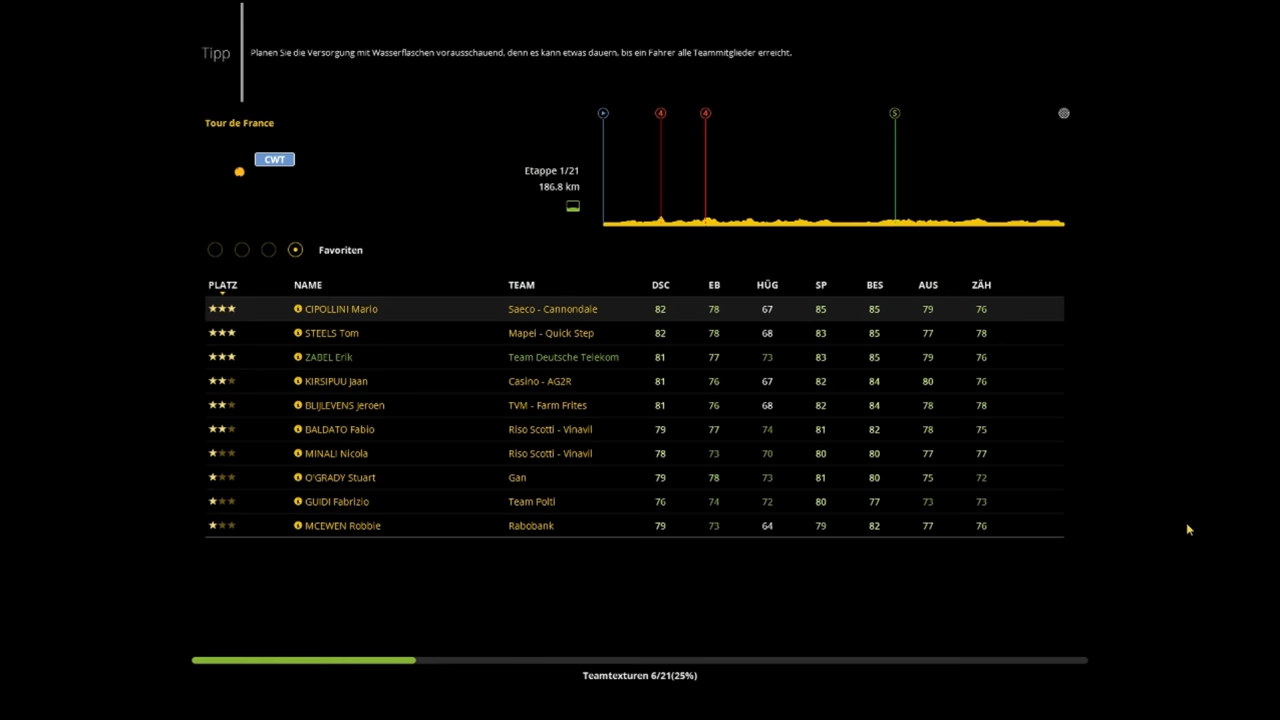 Tipp
Planen Sie die Versorgung mit Wasserflaschen vorausschauend, denn es kann etwas dauern, bis ein Fahrer alle Teammitglieder erreicht.
Tour de France
CWT
Etappe 1/21
186.8 km
4 4 S
Favoriten
PLATZ NAME TEAM DSC EB HÜG SP BES AUS ZÄH
CIPOLLINI Mario Saeco - Cannondale 82 78 67 85 85 79 76
STEELS Tom Mapei - Quick Step 82 78 68 83 85 77 78
ZABEL Erik Team Deutsche Telekom 81 77 73 83 85 79 76
KIRSIPUU Jaan Casino - AG2R 81 76 67 82 84 80 76
BLIJLEVENS Jeroen TVM - Farm Frites 81 76 68 82 84 78 78
BALDATO Fabio Riso Scotti - Vinavil 79 77 74 81 82 78 75
MINALI Nicola Riso Scotti - Vinavil 78 73 70 80 80 77 77
O'GRADY Stuart Gan 79 78 73 81 80 75 72
GUIDI Fabrizio Team Polti 76 74 72 80 77 73 73
MCEWEN Robbie Rabobank 79 73 64 79 82 77 76
Teamtexturen 6/21(25%)